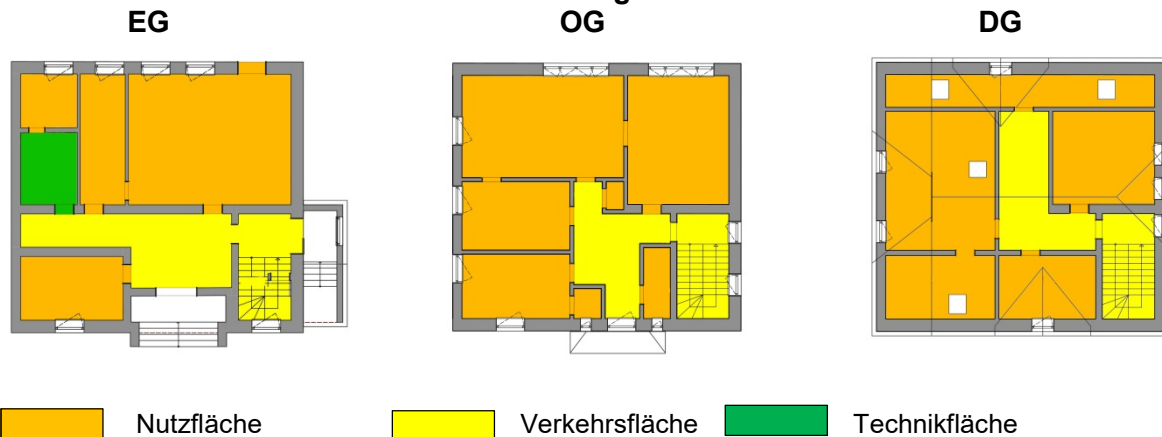 EG
OG
DG
Nutzfläche
Verkehrsfläche
Technikfläche